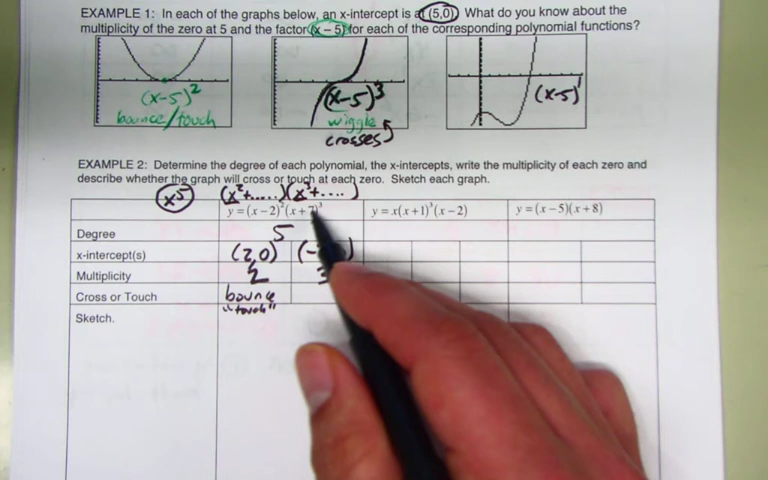 EXAMPLE 1: In each of the graphs below, an x-intercept is at (5,0). What do you know about the
multiplicity of the zero at 5 and the factor (x – 5) for each of the corresponding polynomial functions?
(x-5)² (x-5)³ (x-5)¹
bounce/touch wiggle
crosses
EXAMPLE 2: Determine the degree of each polynomial, the x-intercepts, write the multiplicity of each zero and
describe whether the graph will cross or touch at each zero. Sketch each graph.
x⁵ (x²+.....)(x³+....)
y = (x − 2)²(x + 7)³ y = x(x + 1)³(x − 2) y = (x − 5)(x + 8)
Degree 5
x-intercept(s) (2,0) (- )
Multiplicity 2 3
Cross or Touch bounce
"touch"
Sketch.